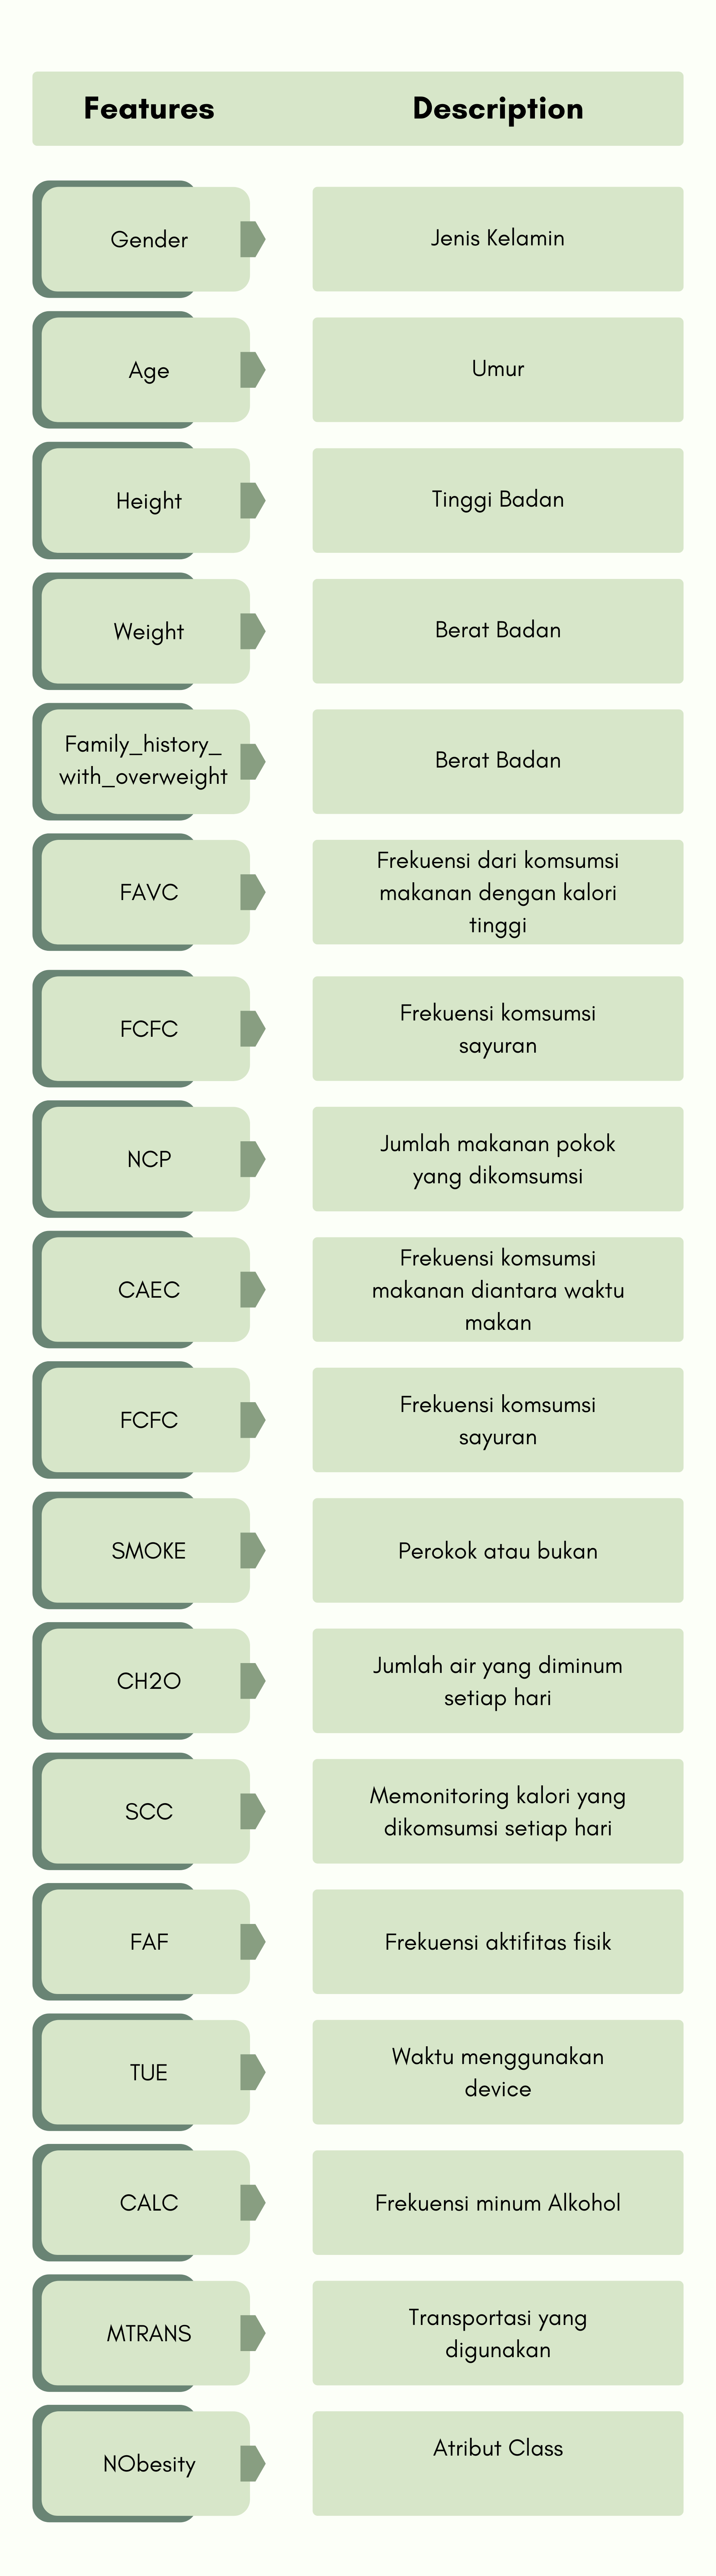 Features Description
Gender
Jenis Kelamin
Age
Umur
Height
Tinggi Badan
Weight
Berat Badan
Family_history_
with_overweight
Berat Badan
FAVC
Frekuensi dari komsumsi
makanan dengan kalori
tinggi
FCFC
Frekuensi komsumsi
sayuran
NCP
Jumlah makanan pokok
yang dikomsumsi
CAEC
Frekuensi komsumsi
makanan diantara waktu
makan
FCFC
Frekuensi komsumsi
sayuran
SMOKE
Perokok atau bukan
CH2O
Jumlah air yang diminum
setiap hari
SCC
Memonitoring kalori yang
dikomsumsi setiap hari
FAF
Frekuensi aktifitas fisik
TUE
Waktu menggunakan
device
CALC
Frekuensi minum Alkohol
MTRANS
Transportasi yang
digunakan
NObesity
Atribut Class